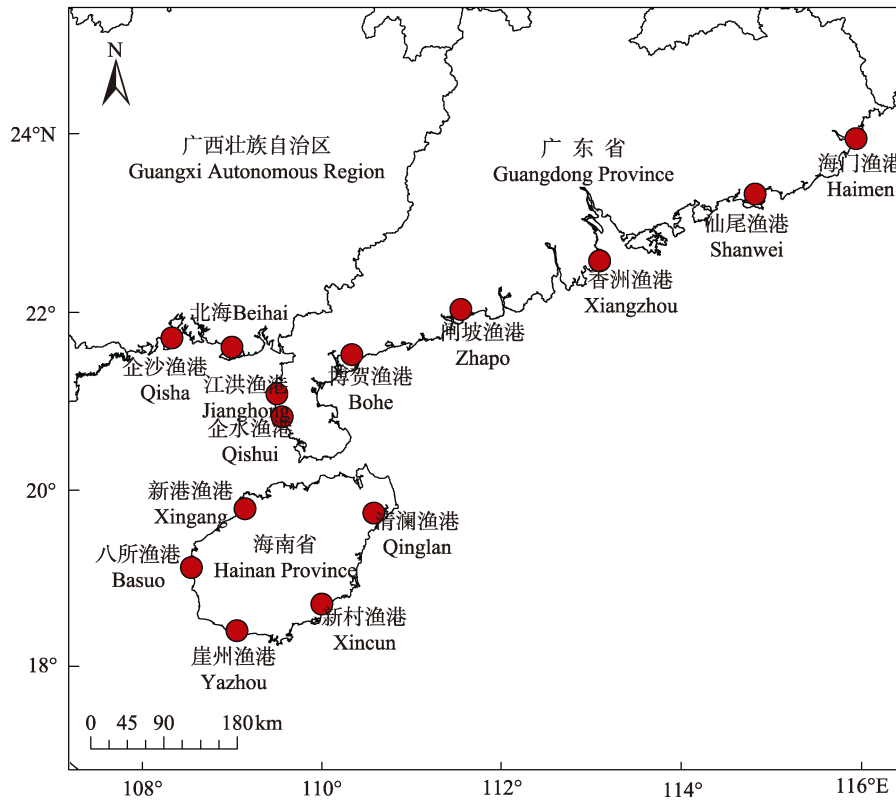 N
24°N
22°
20°
18°
广西壮族自治区
Guangxi Autonomous Region
广 东 省
Guangdong Province
海门渔港
Haimen
汕尾渔港
Shanwei
香洲渔港
Xiangzhou
闸坡渔港
Zhapo
北海Beihai
企沙渔港
Qisha
博贺渔港
Bohe
江洪渔港
Jianghong
企水渔港
Qishui
新港渔港
Xingang
清澜渔港
Qinglan
海南省
Hainan Province
八所渔港
Basuo
新村渔港
Xincun
崖州渔港
Yazhou
0 45 90 180 km
108° 110° 112° 114° 116°E